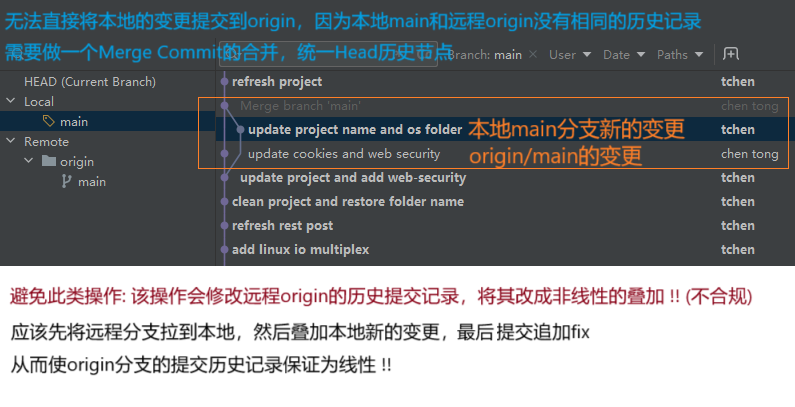 无法直接将本地的变更提交到origin，因为本地main和远程origin没有相同的历史记录
需要做一个Merge Commit的合并，统一Head历史节点
Branch: main
User
Date
Paths
HEAD (Current Branch)
Local
main
Remote
origin
main
refresh project tchen
Merge branch 'main' chen tong
update project name and os folder 本地main分支新的变更 tchen
update cookies and web security origin/main的变更 chen tong
update project and add web-security tchen
clean project and restore folder name tchen
refresh rest post tchen
add linux io multiplex tchen
避免此类操作: 该操作会修改远程origin的历史提交记录，将其改成非线性的叠加 !! (不合规)
应该先将远程分支拉到本地，然后叠加本地新的变更，最后提交追加fix
从而使origin分支的提交历史记录保证为线性 !!